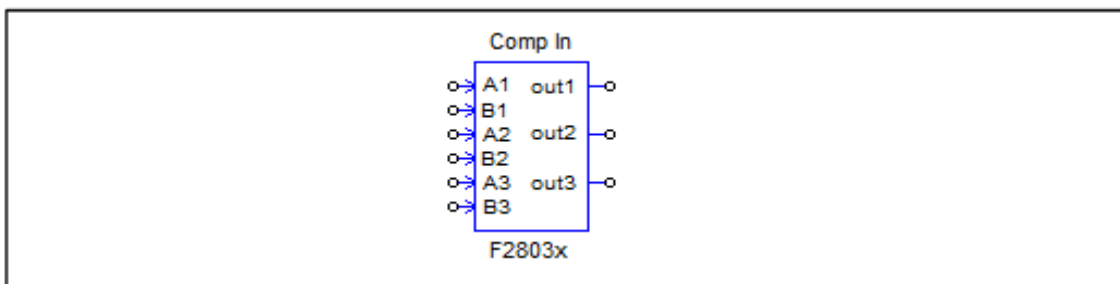 Comp In
A1 out1
B1
A2 out2
B2
A3 out3
B3
F2803x